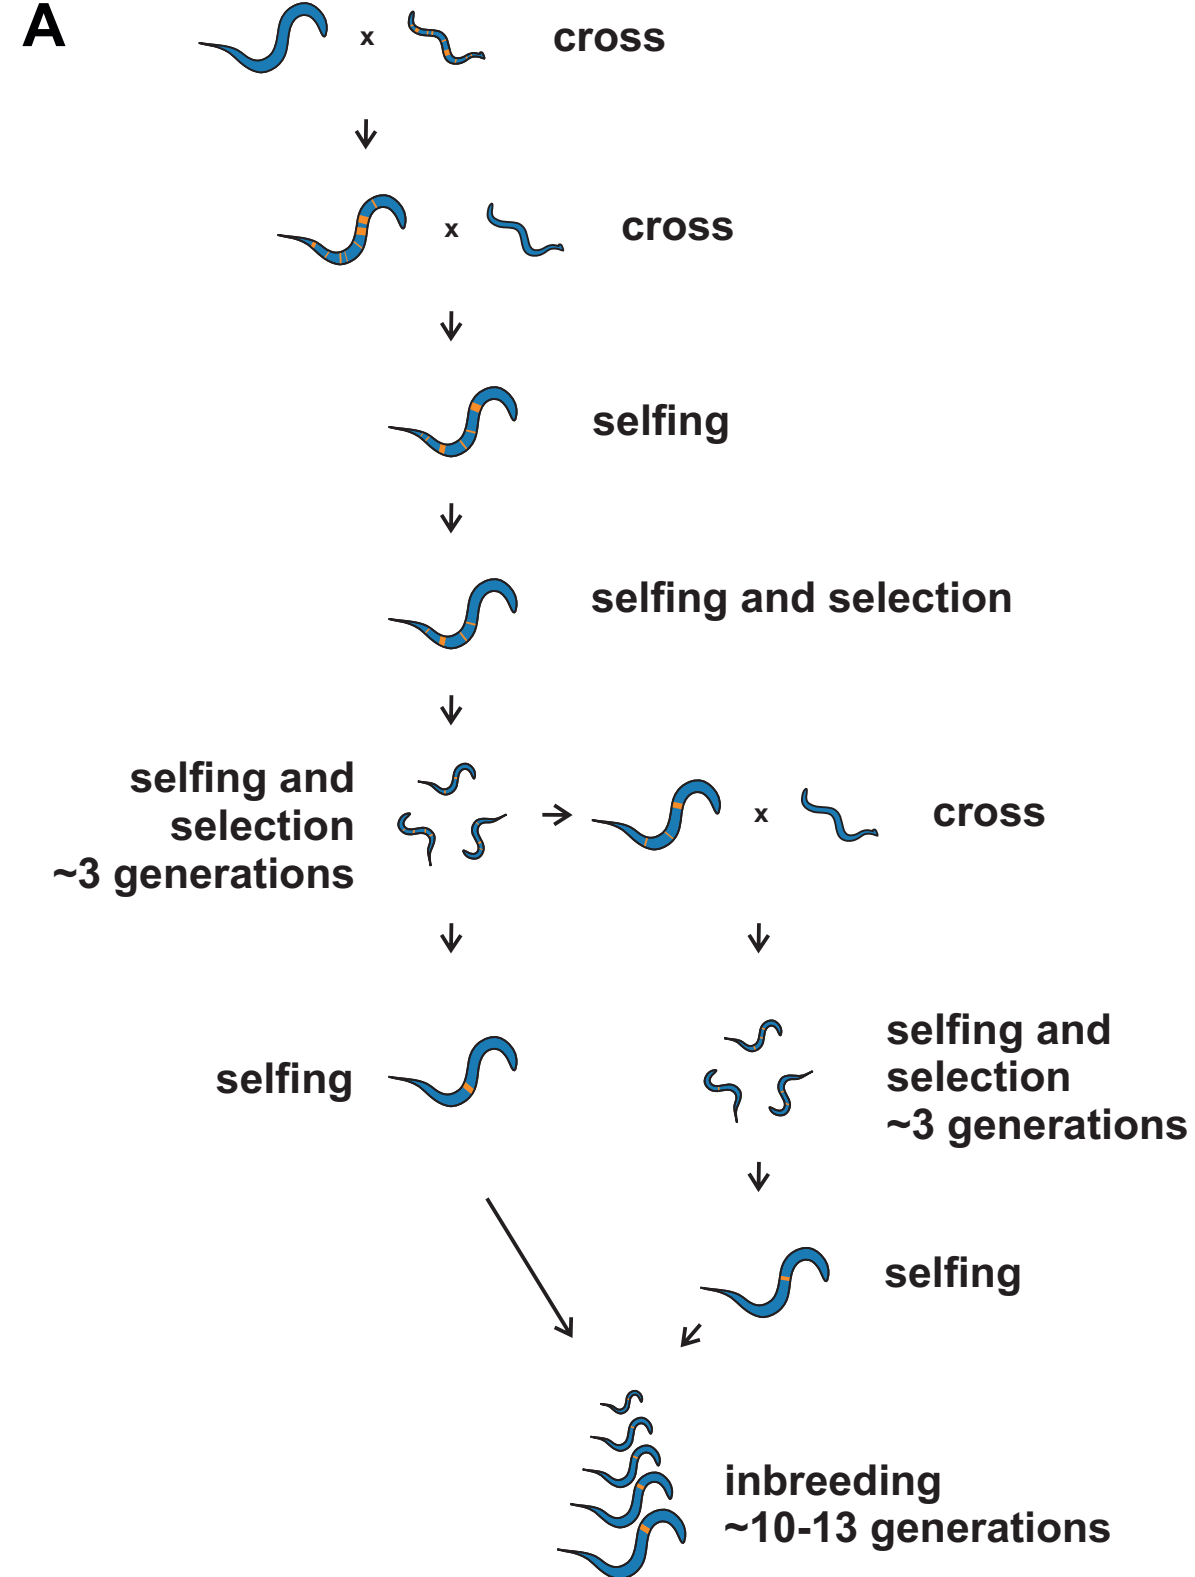 A
x
cross
x
cross
selfing
selfing and selection
selfing and
selection
~3 generations
x
cross
selfing
selfing and
selection
~3 generations
selfing
inbreeding
~10-13 generations